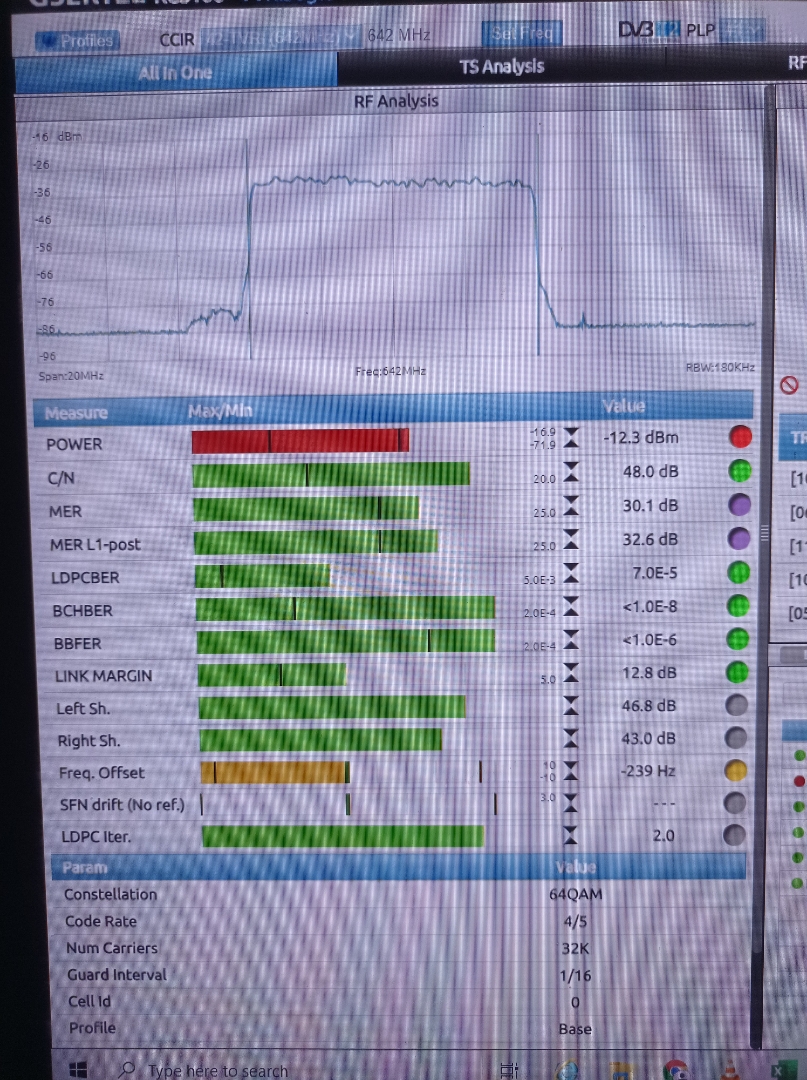 Profiles CCIR 642 MHz Set Freq DVB T2 PLP
All In One TS Analysis RF
RF Analysis
-16 dBm
-26
-36
-46
-56
-66
-76
-86
-96
Span:20MHz Freq:642MHz RBW:180KHz
Measure Max/Min Value
POWER -16.9 -71.9 -12.3 dBm
C/N 20.0 48.0 dB
MER 25.0 30.1 dB
MER L1-post 25.0 32.6 dB
LDPCBER 5.0E-3 7.0E-5
BCHBER 2.0E-4 <1.0E-8
BBFER 2.0E-4 <1.0E-6
LINK MARGIN 5.0 12.8 dB
Left Sh. 46.8 dB
Right Sh. 43.0 dB
Freq. Offset 10 -10 -239 Hz
SFN drift (No ref.) 3.0 ---
LDPC Iter. 2.0
Param Value
Constellation 64QAM
Code Rate 4/5
Num Carriers 32K
Guard Interval 1/16
Cell Id 0
Profile Base
Type here to search